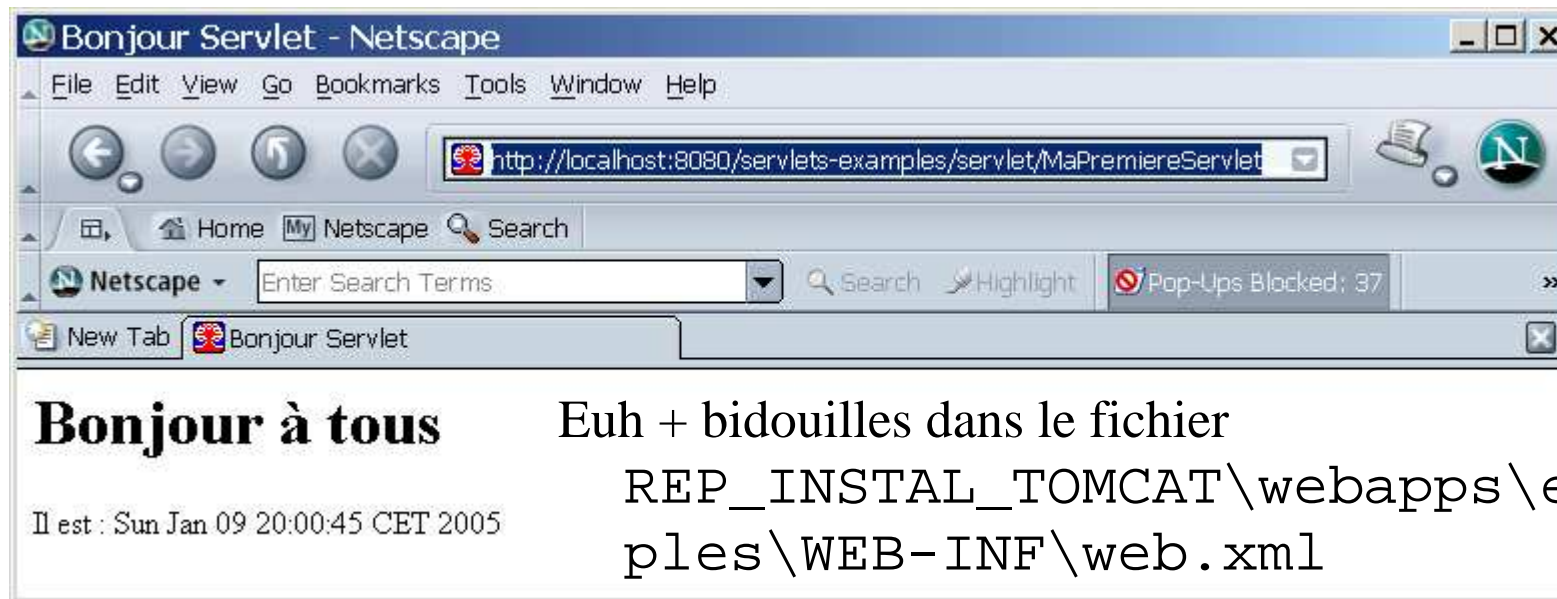 Bonjour Servlet - Netscape
File Edit View Go Bookmarks Tools Window Help
http://localhost:8080/servlets-examples/servlet/MaPremiereServlet
N
Home My Netscape Search
Netscape Enter Search Terms Search Highlight Pop-Ups Blocked: 37 »
New Tab Bonjour Servlet
Bonjour à tous
Il est : Sun Jan 09 20:00:45 CET 2005
Euh + bidouilles dans le fichier
REP_INSTAL_TOMCAT\webapps\e
ples\WEB-INF\web.xml